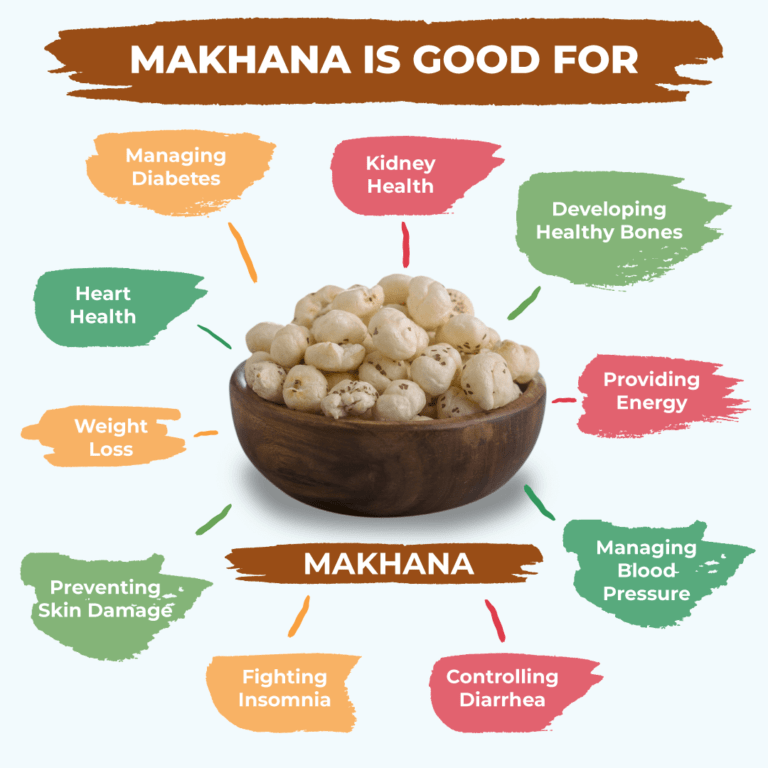 MAKHANA IS GOOD FOR
Managing
Diabetes
Kidney
Health
Developing
Healthy Bones
Heart
Health
Providing
Energy
Weight
Loss
Managing
Blood
Pressure
Preventing
Skin Damage
MAKHANA
Fighting
Insomnia
Controlling
Diarrhea